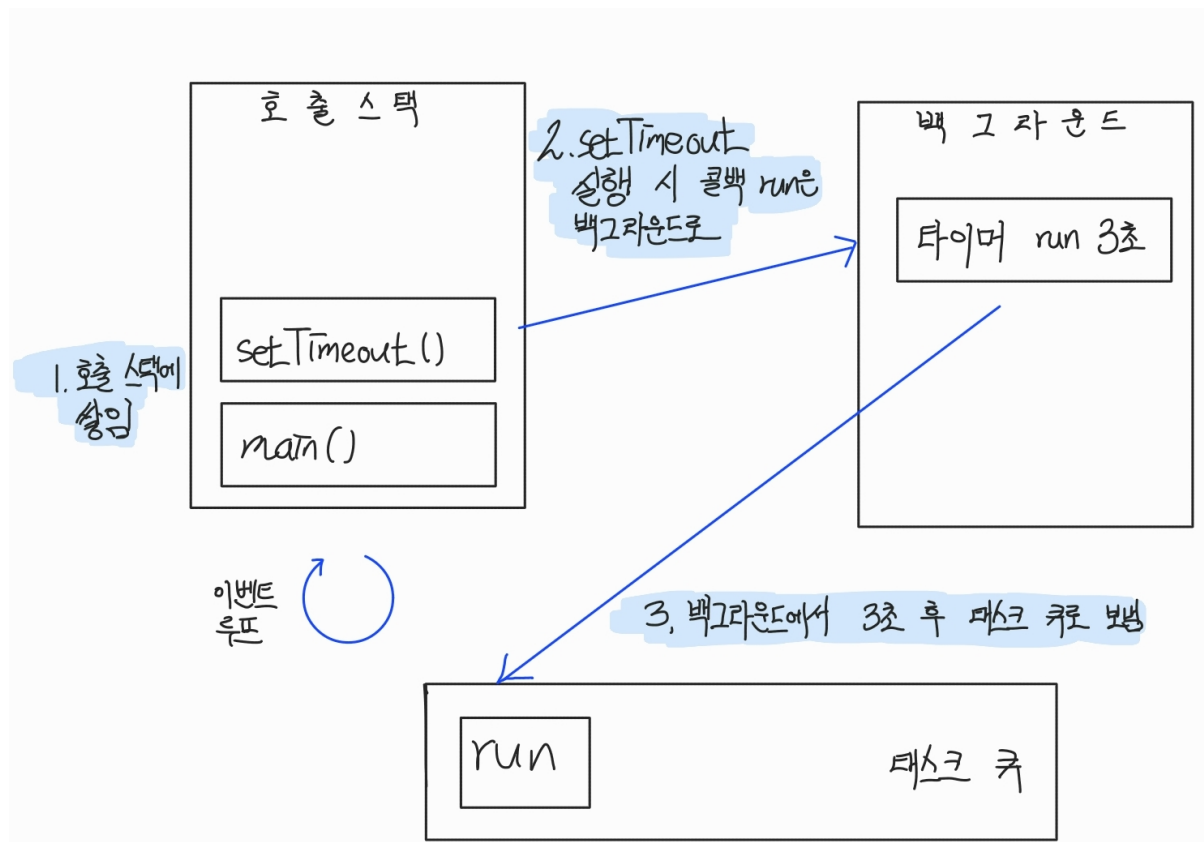 호출스택
1. 호출 스택에
쌓임
setTimeout()
main()
2. setTimeout
실행 시 콜백 run은
백그라운드로
백그라운드
타이머 run 3초
이벤트
루프
3. 백그라운드에서 3초 후 태스크 큐로 보냄
run
태스크 큐